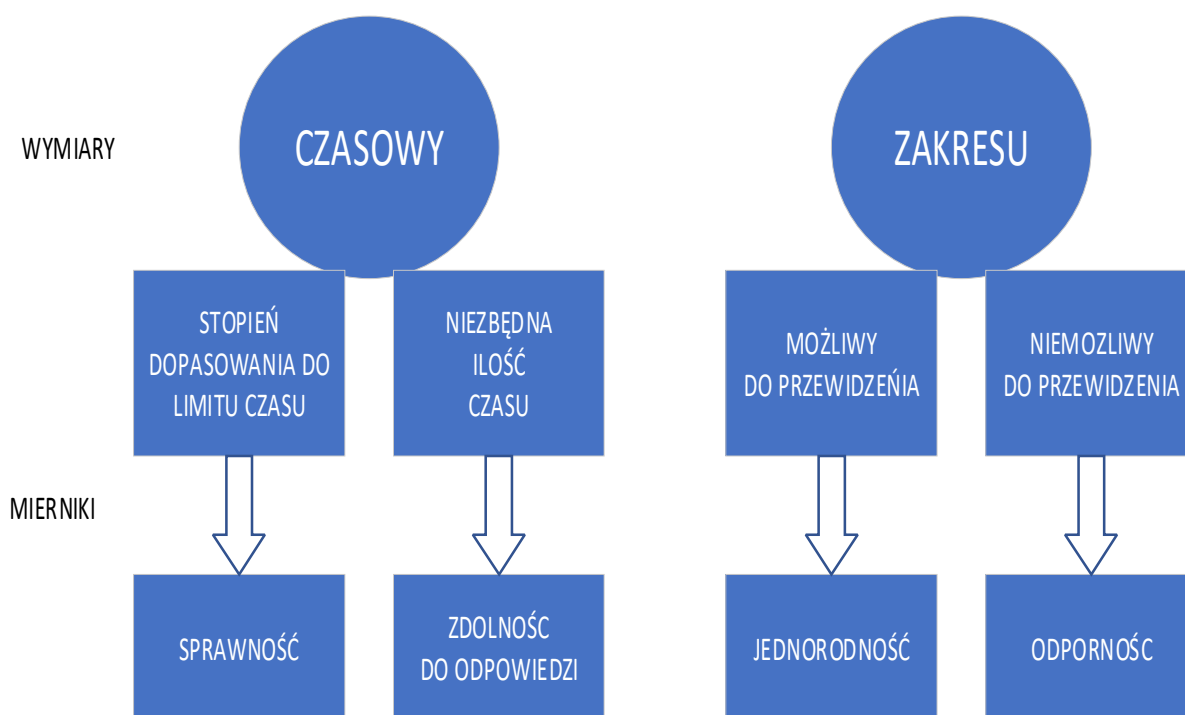 WYMIARY
CZASOWY
ZAKRESU
STOPIEŃ
DOPASOWANIA DO
LIMITU CZASU
NIEZBĘDNA
ILOŚĆ
CZASU
MOŻLIWY
DO PRZEWIDZEŃIA
NIEMOZLIWY
DO PRZEWIDZENIA
MIERNIKI
SPRAWNOŚĆ
ZDOLNOŚC
DO ODPOWIEDZI
JEDNORODNOŚĆ
ODPORNOŚC